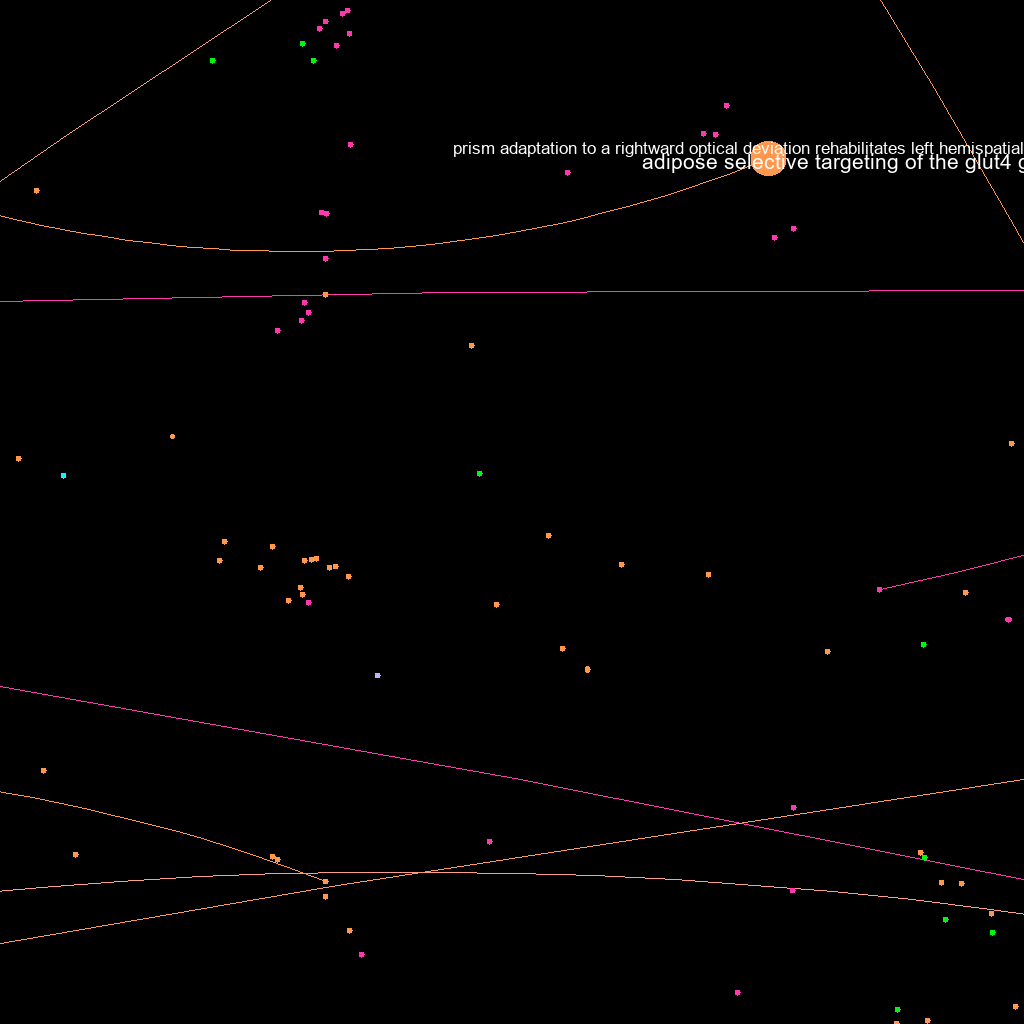 prism adaptation to a rightward optical deviation rehabilitates left hemispatial
adipose selective targeting of the glut4 g